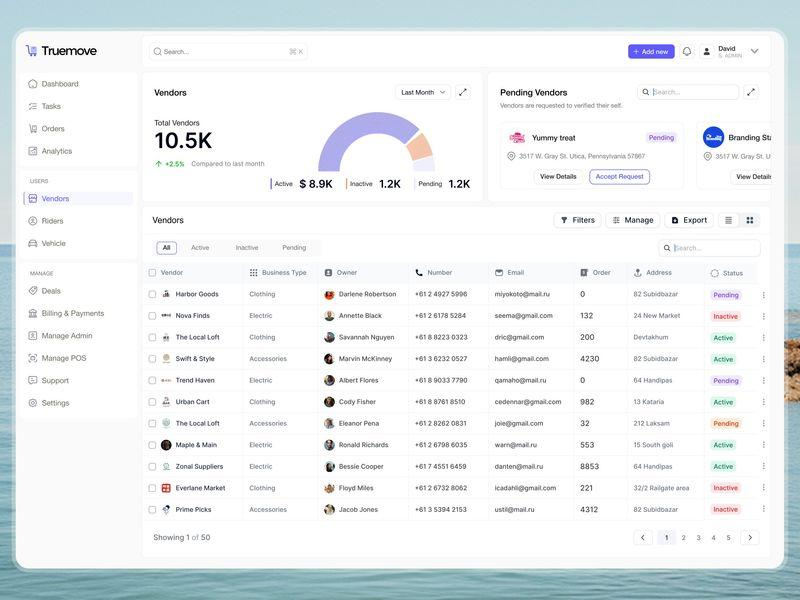 Truemove
Search...
⌘ K
+ Add new
David
S. ADMIN
Dashboard
Tasks
Orders
Analytics
USERS
Vendors
Riders
Vehicle
MANAGE
Deals
Billing & Payments
Manage Admin
Manage POS
Support
Settings
Vendors
Last Month
Total Vendors
10.5K
+2.5% Compared to last month
Active $ 8.9K Inactive 1.2K Pending 1.2K
Pending Vendors
Vendors are requested to verified their self.
Search...
Yummy treat Pending
3517 W. Gray St. Utica, Pennsylvania 57867
View Details Accept Request
Branding Sta
3517 W. Gray St. U
View Details
Vendors
Filters Manage Export
All Active Inactive Pending
Search...
Vendor Business Type Owner Number Email Order Address Status
Harbor Goods Clothing Darlene Robertson +61 2 4927 5996 miyokoto@mail.ru 0 82 Subidbazar Pending
Nova Finds Electric Annette Black +61 2 6178 5284 seema@gmail.com 132 24 New Market Inactive
The Local Loft Clothing Savannah Nguyen +61 8 8223 0323 dric@gmail.com 200 Devtakhum Active
Swift & Style Accessories Marvin McKinney +61 3 6232 0527 hamli@gmail.com 4230 82 Subidbazar Active
Trend Haven Electric Albert Flores +61 8 9033 7790 qamaho@mail.ru 0 64 Handipas Pending
Urban Cart Clothing Cody Fisher +61 8 8761 8510 cedennar@gmail.com 982 13 Kataria Active
The Local Loft Accessories Eleanor Pena +61 2 8262 0831 joie@gmail.com 32 212 Laksam Pending
Maple & Main Electric Ronald Richards +61 2 6798 6035 warn@mail.ru 553 15 South goli Active
Zonal Suppliers Electric Bessie Cooper +61 7 4551 6459 danten@mail.ru 8853 64 Handipas Active
Everlane Market Clothing Floyd Miles +61 2 6732 8062 icadahli@gmail.com 221 32/2 Railgate area Inactive
Prime Picks Accessories Jacob Jones +61 3 5394 2153 ustil@mail.ru 4312 82 Subidbazar Inactive
Showing 1 of 50
1 2 3 4 5